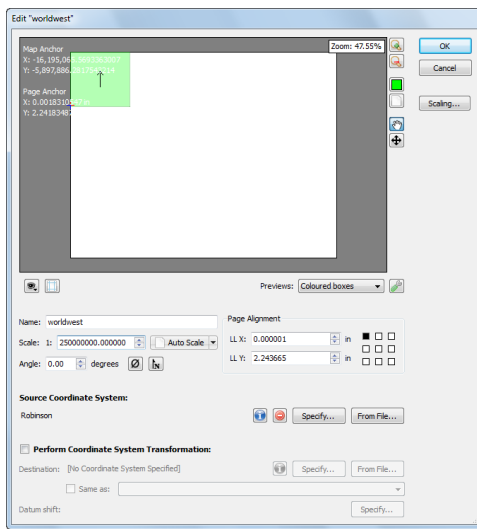 Edit "worldwest"
Map Anchor
Zoom: 47.55%
OK
X: -16,195,06
Y: -5,897,886.
Cancel
Page Anchor
X: 0.0018310
Scaling...
Y: 2.24183487
Previews: Coloured boxes
Name: worldwest
Page Alignment
Scale: 1: 250000000.000000 Auto Scale
LL X: 0.000001 in
Angle: 0.00 degrees Ø N
LL Y: 2.243665 in
Source Coordinate System:
Robinson Specify... From File...
Perform Coordinate System Transformation:
Destination: [No Coordinate System Specified] Specify... From File...
Same as:
Datum shift: Specify...